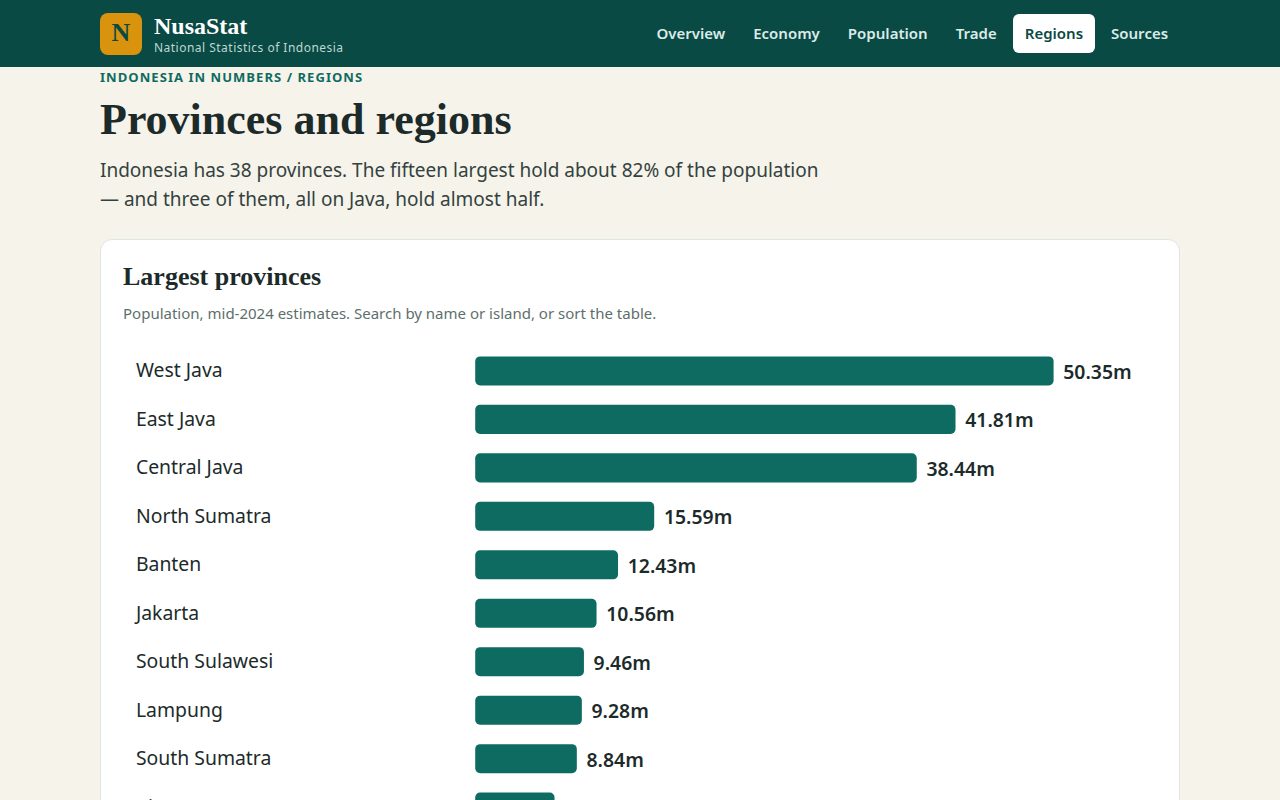 N
NusaStat
National Statistics of Indonesia
Overview
Economy
Population
Trade
Regions
Sources
INDONESIA IN NUMBERS / REGIONS
Provinces and regions
Indonesia has 38 provinces. The fifteen largest hold about 82% of the population
— and three of them, all on Java, hold almost half.
Largest provinces
Population, mid-2024 estimates. Search by name or island, or sort the table.
West Java 50.35m
East Java 41.81m
Central Java 38.44m
North Sumatra 15.59m
Banten 12.43m
Jakarta 10.56m
South Sulawesi 9.46m
Lampung 9.28m
South Sumatra 8.84m